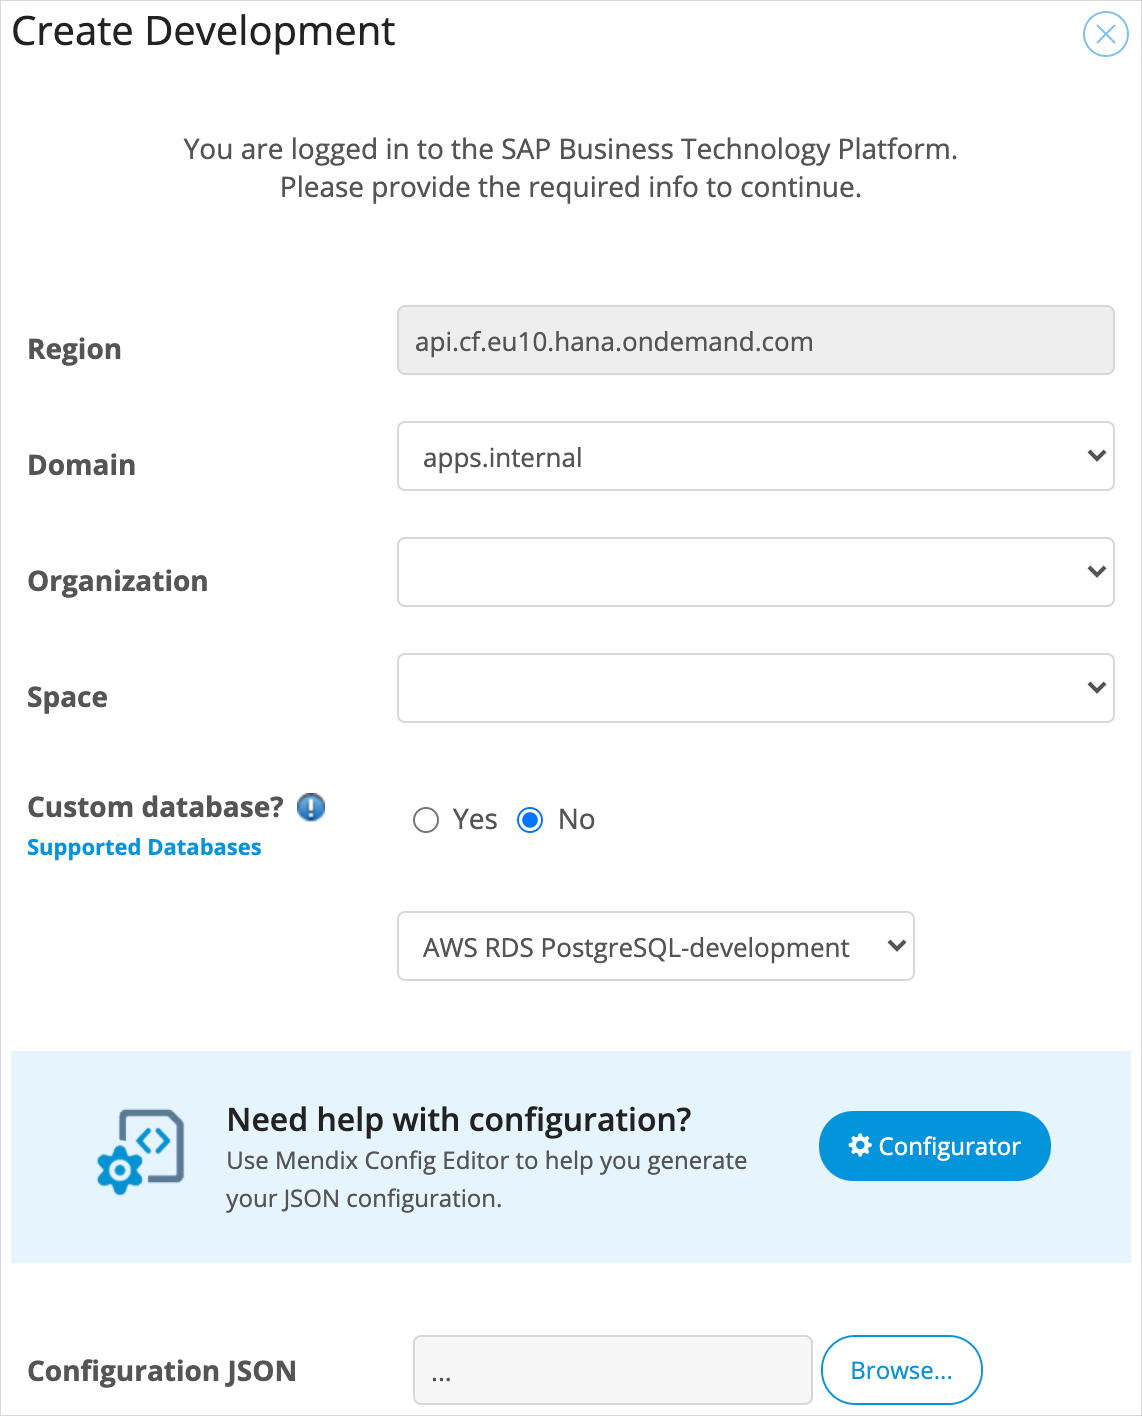 Create Development
You are logged in to the SAP Business Technology Platform.
Please provide the required info to continue.
Region
api.cf.eu10.hana.ondemand.com
Domain
apps.internal
Organization
Space
Custom database?
Supported Databases
Yes No
AWS RDS PostgreSQL-development
Need help with configuration?
Use Mendix Config Editor to help you generate
your JSON configuration.
Configurator
Configuration JSON
...
Browse...